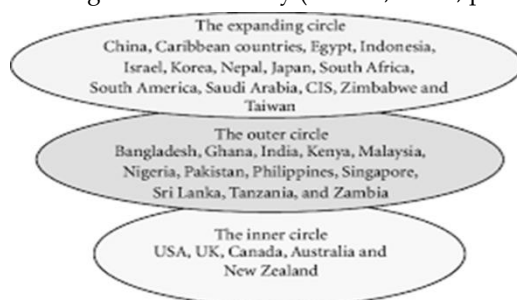 The expanding circle
China, Caribbean countries, Egypt, Indonesia,
Israel, Korea, Nepal, Japan, South Africa,
South America, Saudi Arabia, CIS, Zimbabwe and
Taiwan
The outer circle
Bangladesh, Ghana, India, Kenya, Malaysia,
Nigeria, Pakistan, Philippines, Singapore,
Sri Lanka, Tanzania, and Zambia
The inner circle
USA, UK, Canada, Australia and
New Zealand